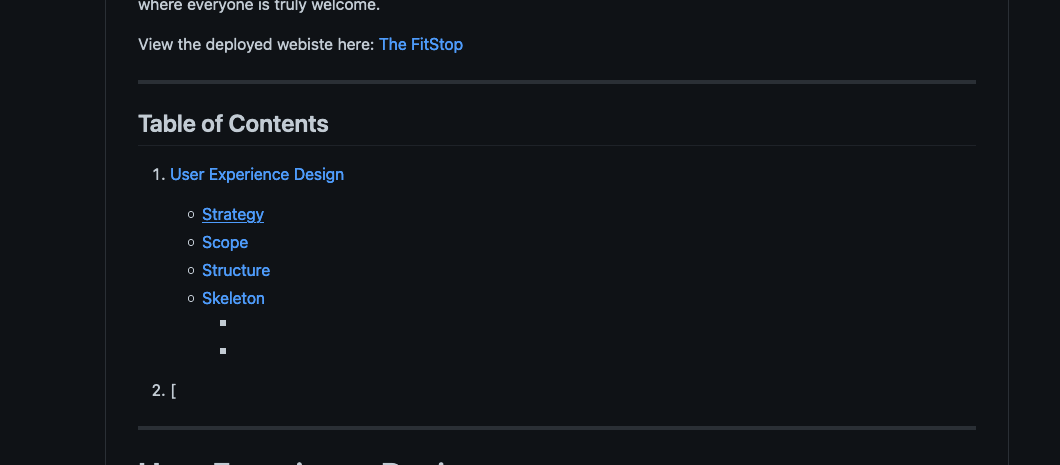 where everyone is truly welcome.
View the deployed webiste here: The FitStop
Table of Contents
1. User Experience Design
Strategy
Scope
Structure
Skeleton
2. [